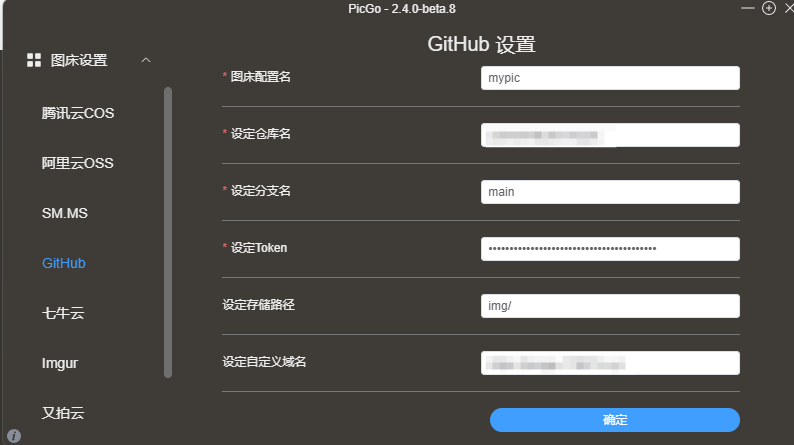 PicGo - 2.4.0-beta.8
图床设置
腾讯云COS
阿里云OSS
SM.MS
GitHub
七牛云
Imgur
又拍云
GitHub 设置
* 图床配置名
mypic
* 设定仓库名
* 设定分支名
main
* 设定Token
••••••••••••••••••••••••••••••••••••••••
设定存储路径
img/
设定自定义域名
确定